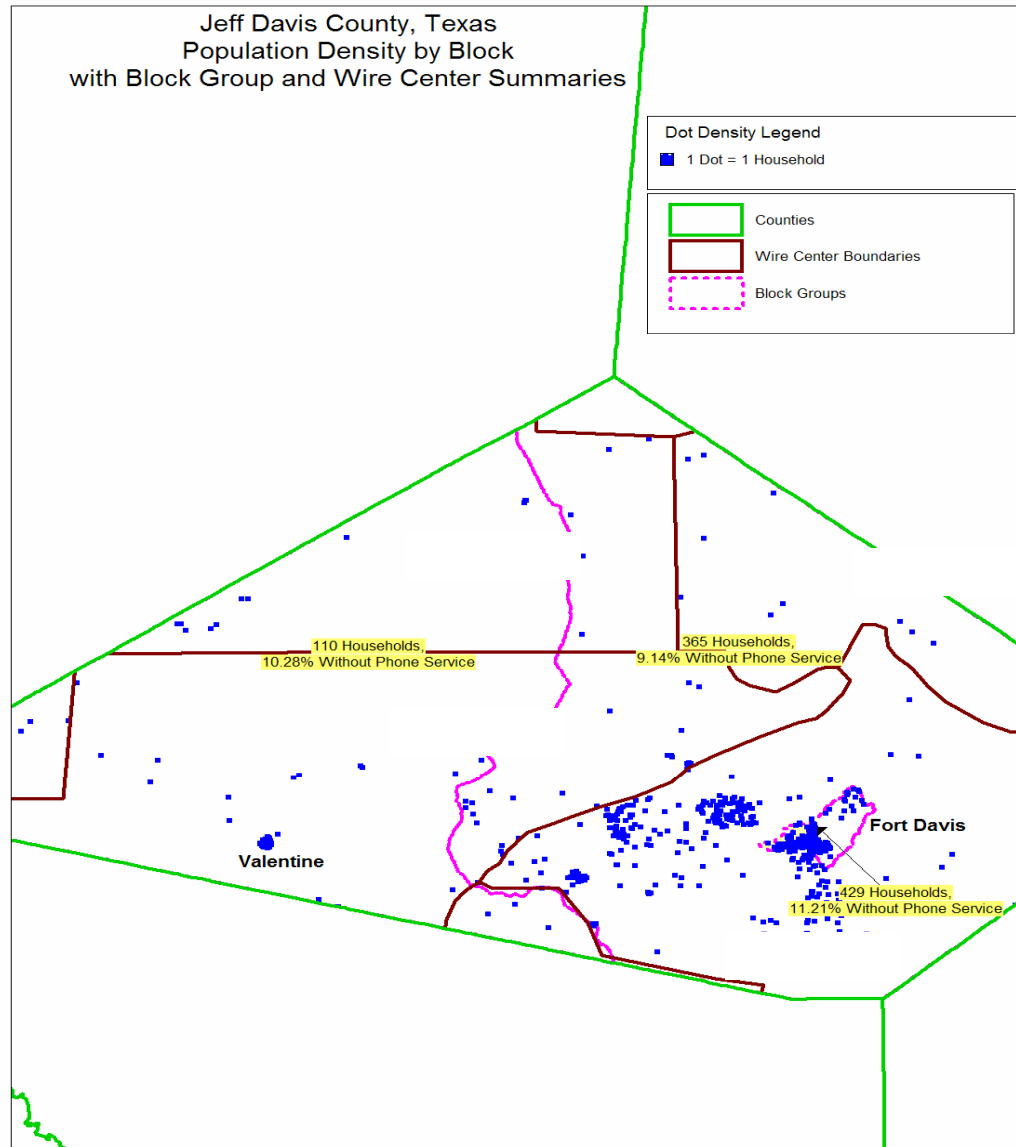 Jeff Davis County, Texas
Population Density by Block
with Block Group and Wire Center Summaries
Dot Density Legend
1 Dot = 1 Household
Counties
Wire Center Boundaries
Block Groups
110 Households,
10.28% Without Phone Service
365 Households,
9.14% Without Phone Service
Fort Davis
Valentine
429 Households,
11.21% Without Phone Service